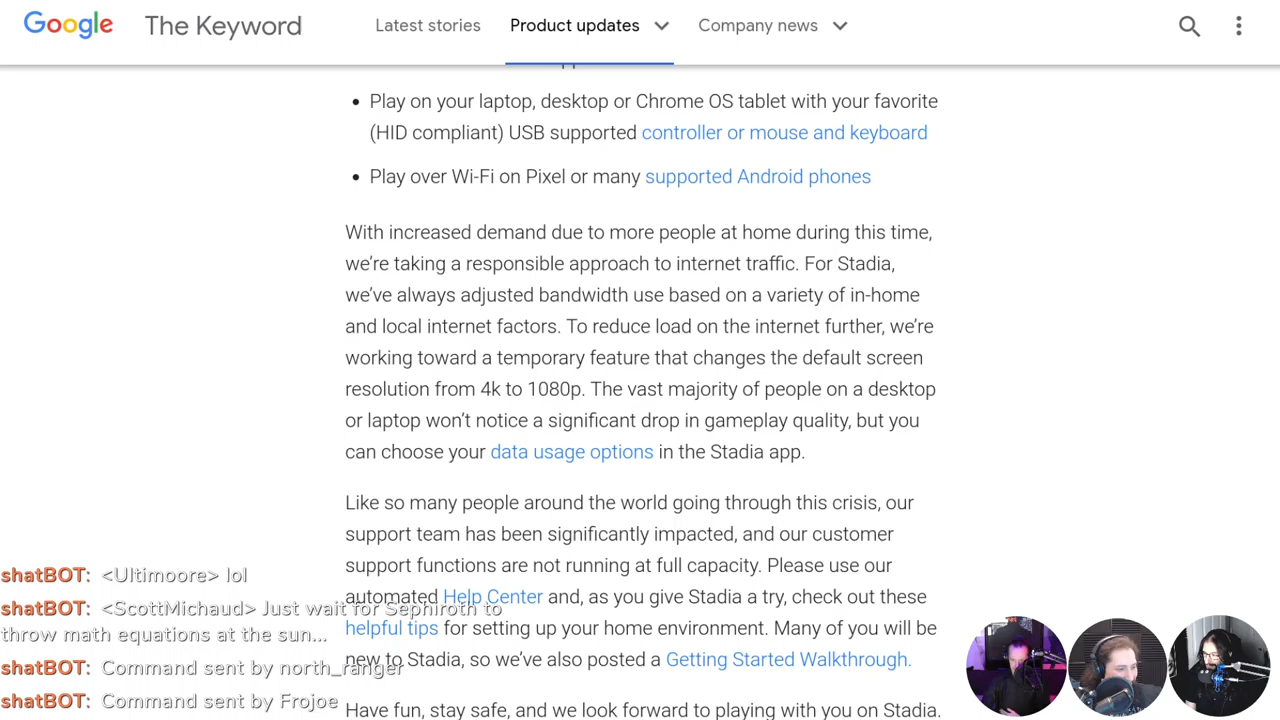 Google The Keyword Latest stories Product updates Company news
Play on your laptop, desktop or Chrome OS tablet with your favorite
(HID compliant) USB supported controller or mouse and keyboard
Play over Wi-Fi on Pixel or many supported Android phones
With increased demand due to more people at home during this time,
we’re taking a responsible approach to internet traffic. For Stadia,
we’ve always adjusted bandwidth use based on a variety of in-home
and local internet factors. To reduce load on the internet further, we’re
working toward a temporary feature that changes the default screen
resolution from 4k to 1080p. The vast majority of people on a desktop
or laptop won’t notice a significant drop in gameplay quality, but you
can choose your data usage options in the Stadia app.
Like so many people around the world going through this crisis, our
support team has been significantly impacted, and our customer
support functions are not running at full capacity. Please use our
automated Help Center and, as you give Stadia a try, check out these
helpful tips for setting up your home environment. Many of you will be
new to Stadia, so we’ve also posted a Getting Started Walkthrough.
Have fun, stay safe, and we look forward to playing with you on Stadia.
shatBOT: <Ultimoore> lol
shatBOT: <ScottMichaud> Just wait for Sephiroth to
throw math equations at the sun...
shatBOT: Command sent by north_ranger
shatBOT: Command sent by Frojoe